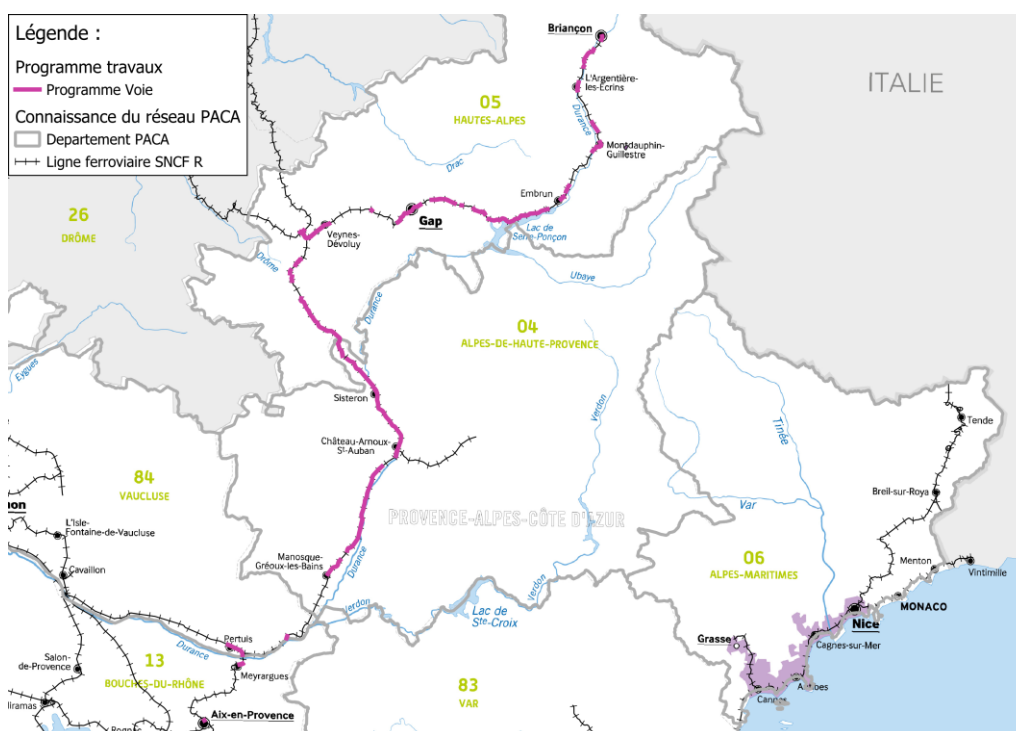 Légende :
Programme travaux
Programme Voie
Connaissance du réseau PACA
Departement PACA
Ligne ferroviaire SNCF R
Briançon
ITALIE
L'Argentière-
les-Ecrins
05
HAUTES-ALPES
Durance
Montdauphin-
Guillestre
Drac
Embrun
26
DRÔME
Gap
Veynes-
Dévoluy
Lac de
Serre-Ponçon
Drôme
Ubaye
Durance
04
ALPES-DE-HAUTE-PROVENCE
Eygues
Sisteron
Verdon
Tinée
Tende
Château-Arnoux-
St-Auban
84
VAUCLUSE
Breil-sur-Roya
Var
non
PROVENCE-ALPES-CÔTE D'AZUR
L'Isle-
Fontaine-de-Vaucluse
Durance
06
ALPES-MARITIMES
Manosque-
Gréoux-les-Bains
Cavaillon
Menton
Vintimille
Verdon
Verdon
Lac de
Ste-Croix
MONACO
Nice
Pertuis
Grasse
Cagnes-sur-Mer
Durance
Salon-
de-Provence
13
BOUCHES-DU-RHÔNE
Meyrargues
83
VAR
Antibes
Cannes
Miramas
Aix-en-Provence